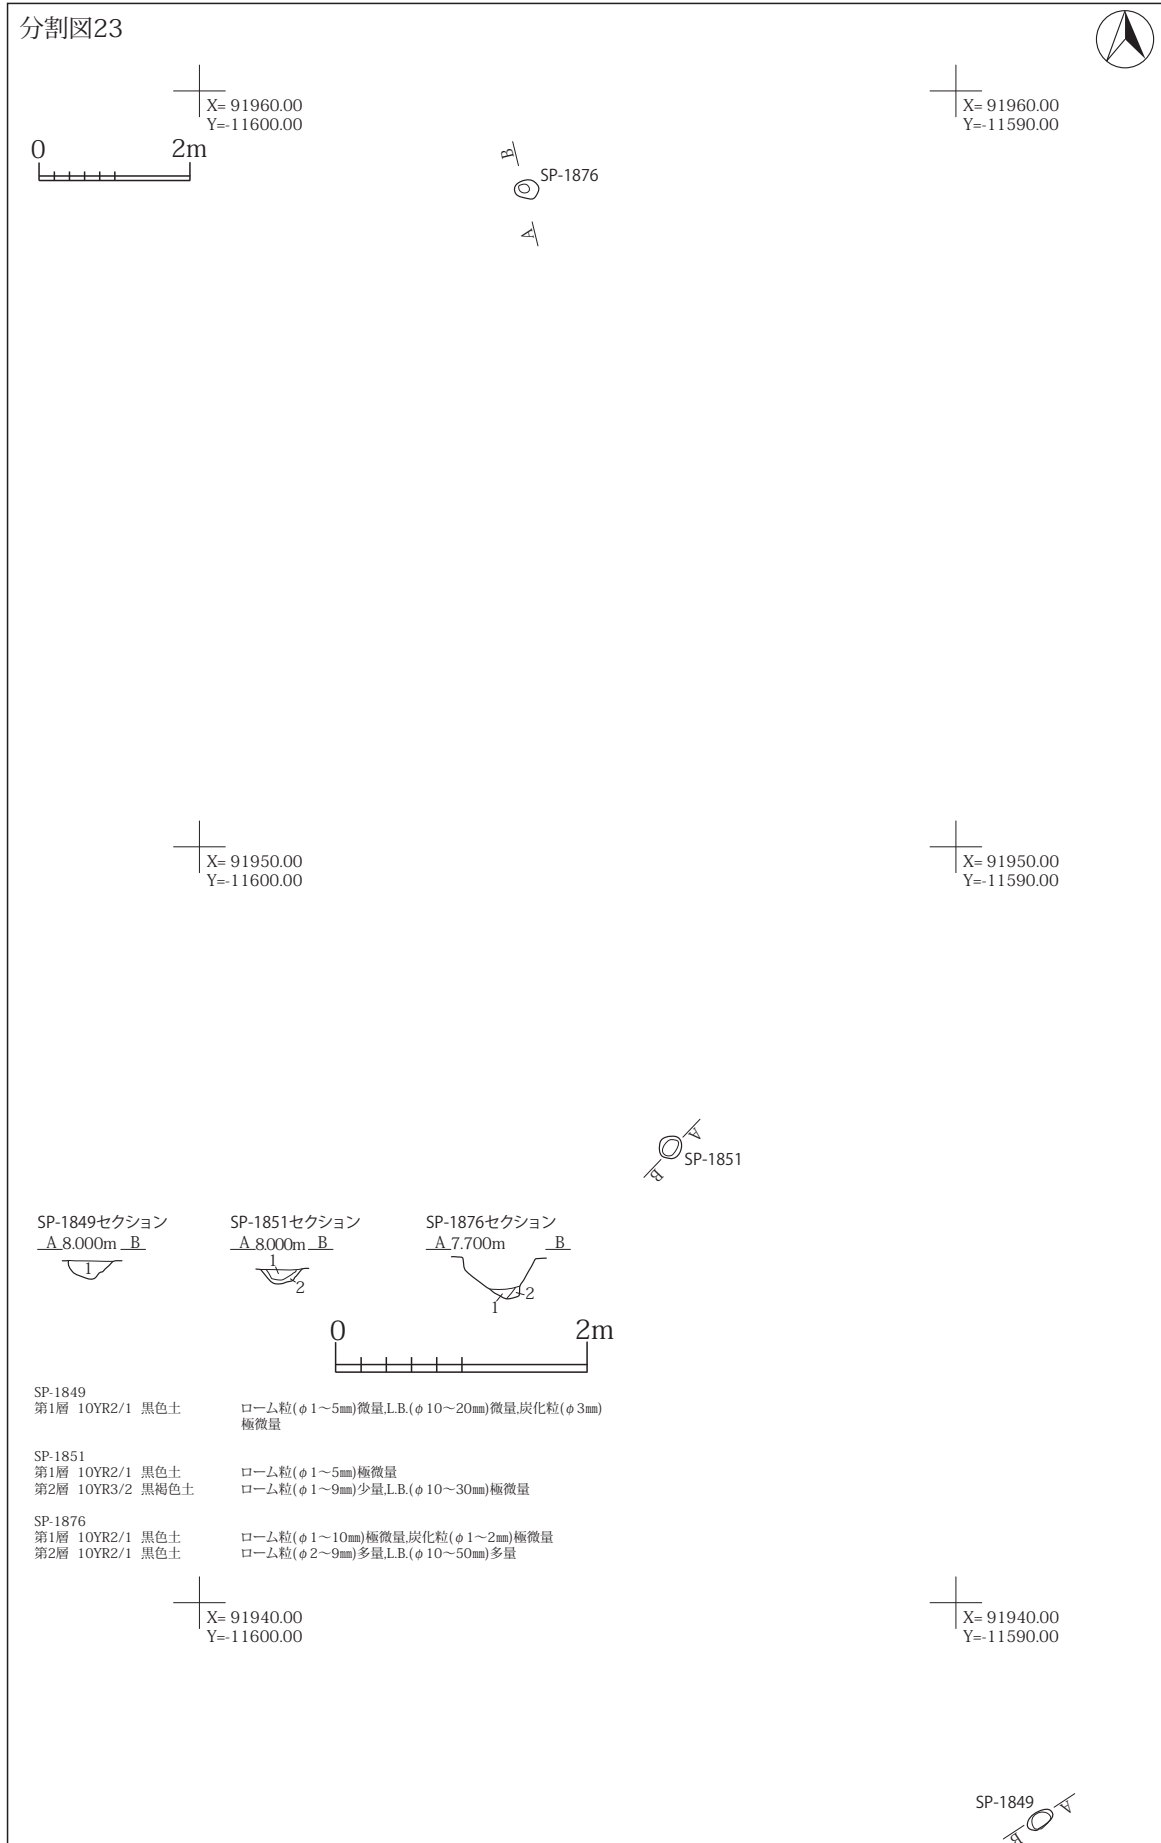 分割図23
X= 91960.00
Y=-11600.00
X= 91960.00
Y=-11590.00
0 2m
B
SP-1876
A
X= 91950.00
Y=-11600.00
X= 91950.00
Y=-11590.00
A
SP-1851
B
SP-1849セクション
A 8.000m B
1
SP-1851セクション
A 8.000m B
1
2
SP-1876セクション
A 7.700m B
1
2
0 2m
SP-1849
第1層 10YR2/1 黒色土 ローム粒(φ1～5㎜)微量,L.B.(φ10～20㎜)微量,炭化粒(φ3㎜)
極微量
SP-1851
第1層 10YR2/1 黒色土 ローム粒(φ1～5㎜)極微量
第2層 10YR3/2 黒褐色土 ローム粒(φ1～9㎜)少量,L.B.(φ10～30㎜)極微量
SP-1876
第1層 10YR2/1 黒色土 ローム粒(φ1～10㎜)極微量,炭化粒(φ1～2㎜)極微量
第2層 10YR2/1 黒色土 ローム粒(φ2～9㎜)多量,L.B.(φ10～50㎜)多量
X= 91940.00
Y=-11600.00
X= 91940.00
Y=-11590.00
SP-1849
A
B